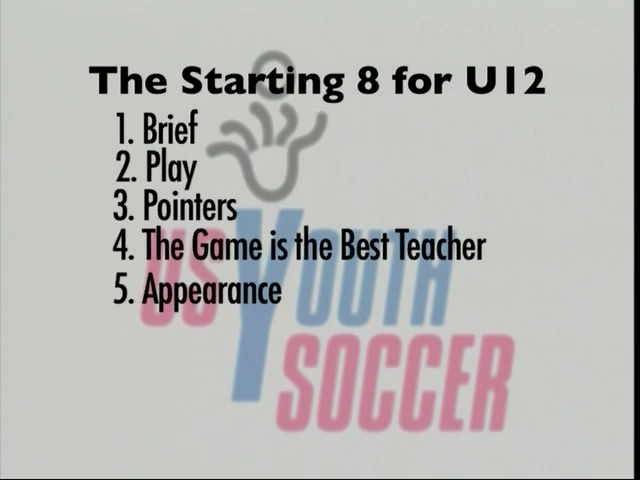 The Starting 8 for U12
1. Brief
2. Play
3. Pointers
4. The Game is the Best Teacher
5. Appearance
US YOUTH
SOCCER